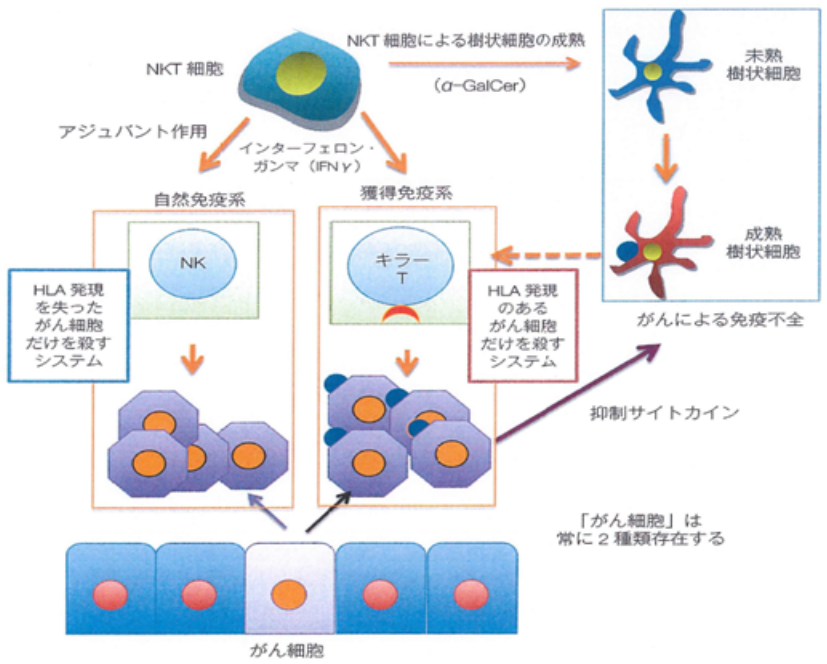 NKT 細胞による樹状細胞の成熟
NKT 細胞
（α-GalCer）
未熟
樹状細胞
アジュバント作用
インターフェロン・
ガンマ（IFNγ）
自然免疫系
獲得免疫系
成熟
樹状細胞
NK
キラー
T
HLA 発現
を失った
がん細胞
だけを殺す
システム
HLA 発現
のある
がん細胞
だけを殺す
システム
がんによる免疫不全
抑制サイトカイン
「がん細胞」は
常に２種類存在する
がん細胞